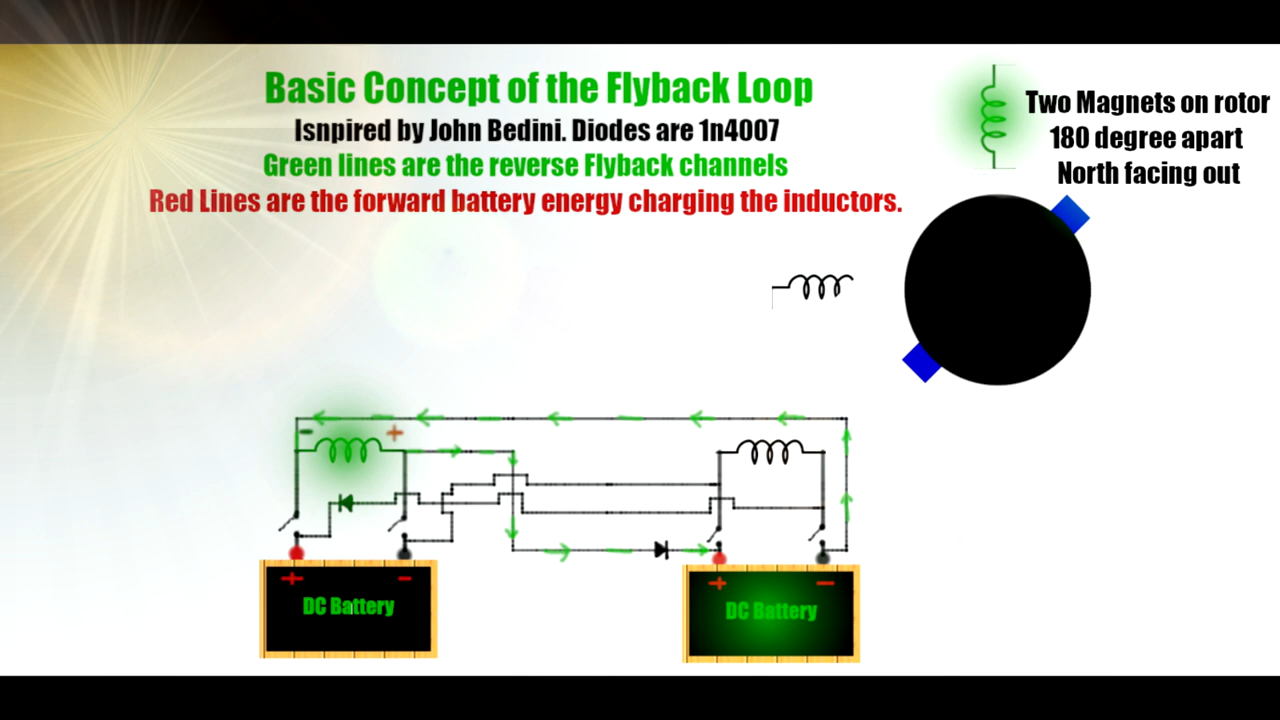 Basic Concept of the Flyback Loop
Isnpired by John Bedini. Diodes are 1n4007
Green lines are the reverse Flyback channels
Red Lines are the forward battery energy charging the inductors.
Two Magnets on rotor
180 degree apart
North facing out
- +
+ -
DC Battery
+ -
DC Battery